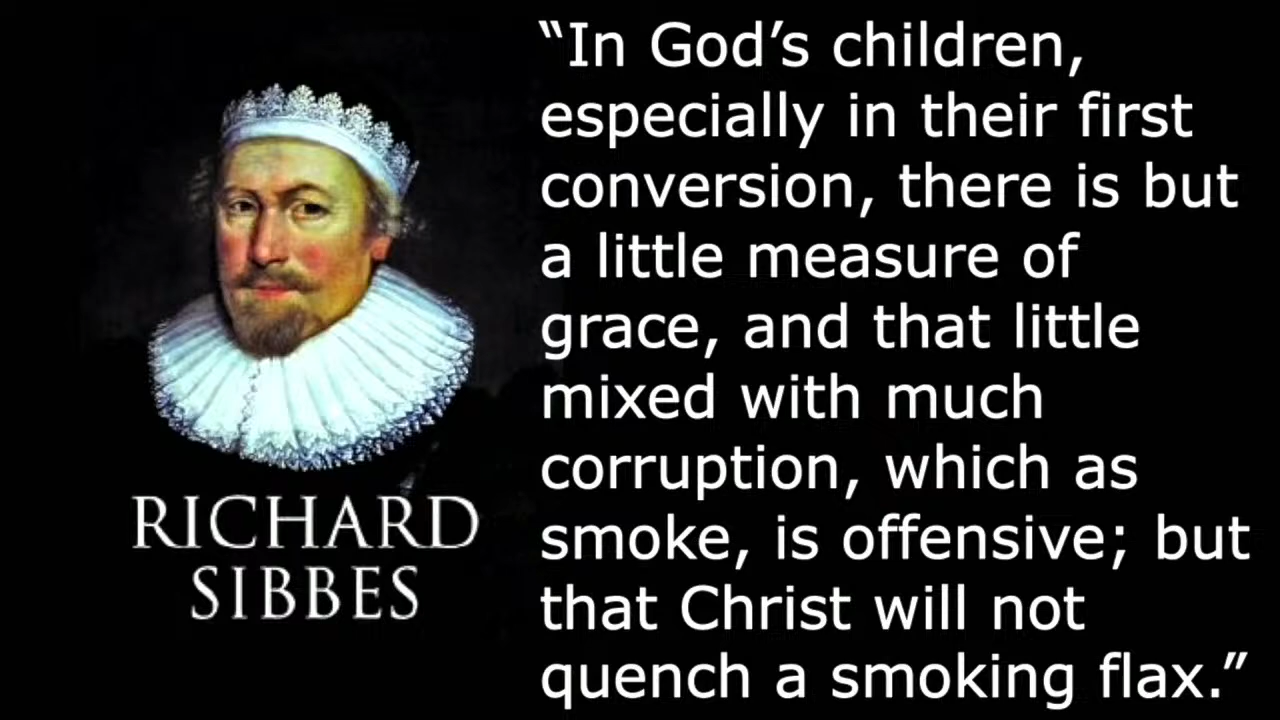 RICHARD
SIBBES
“In God’s children,
especially in their first
conversion, there is but
a little measure of
grace, and that little
mixed with much
corruption, which as
smoke, is offensive; but
that Christ will not
quench a smoking flax.”